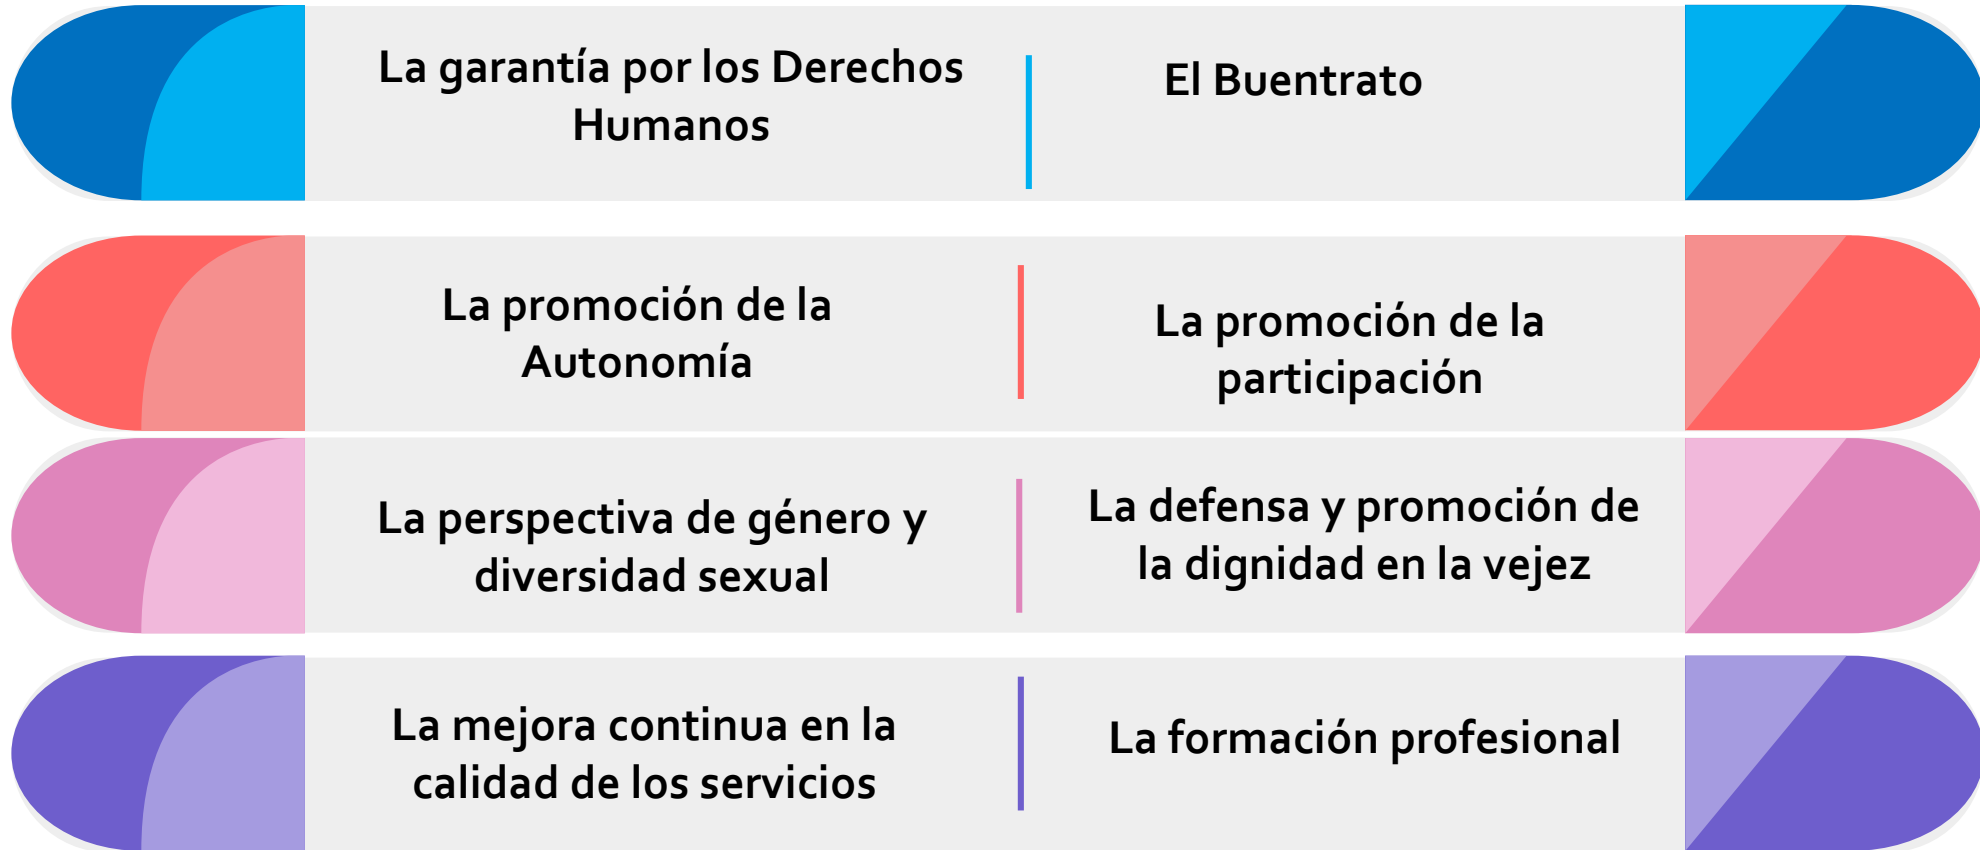 La garantía por los Derechos
Humanos
El Buentrato
La promoción de la
Autonomía
La promoción de la
participación
La perspectiva de género y
diversidad sexual
La defensa y promoción de
la dignidad en la vejez
La mejora continua en la
calidad de los servicios
La formación profesional